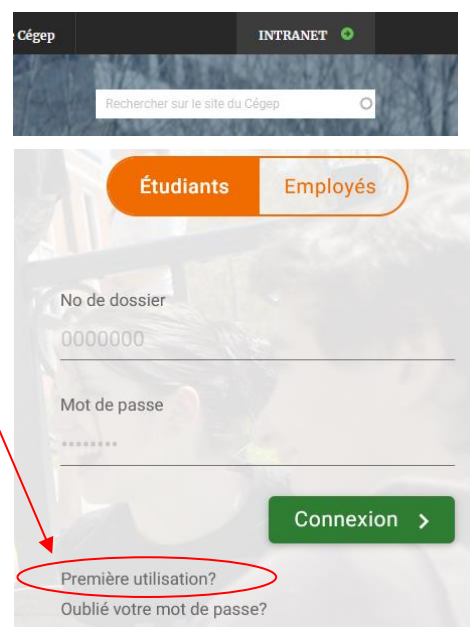 Cégep INTRANET
Rechercher sur le site du Cégep
Étudiants Employés
No de dossier
0000000
Mot de passe
••••••••
Connexion
Première utilisation?
Oublié votre mot de passe?